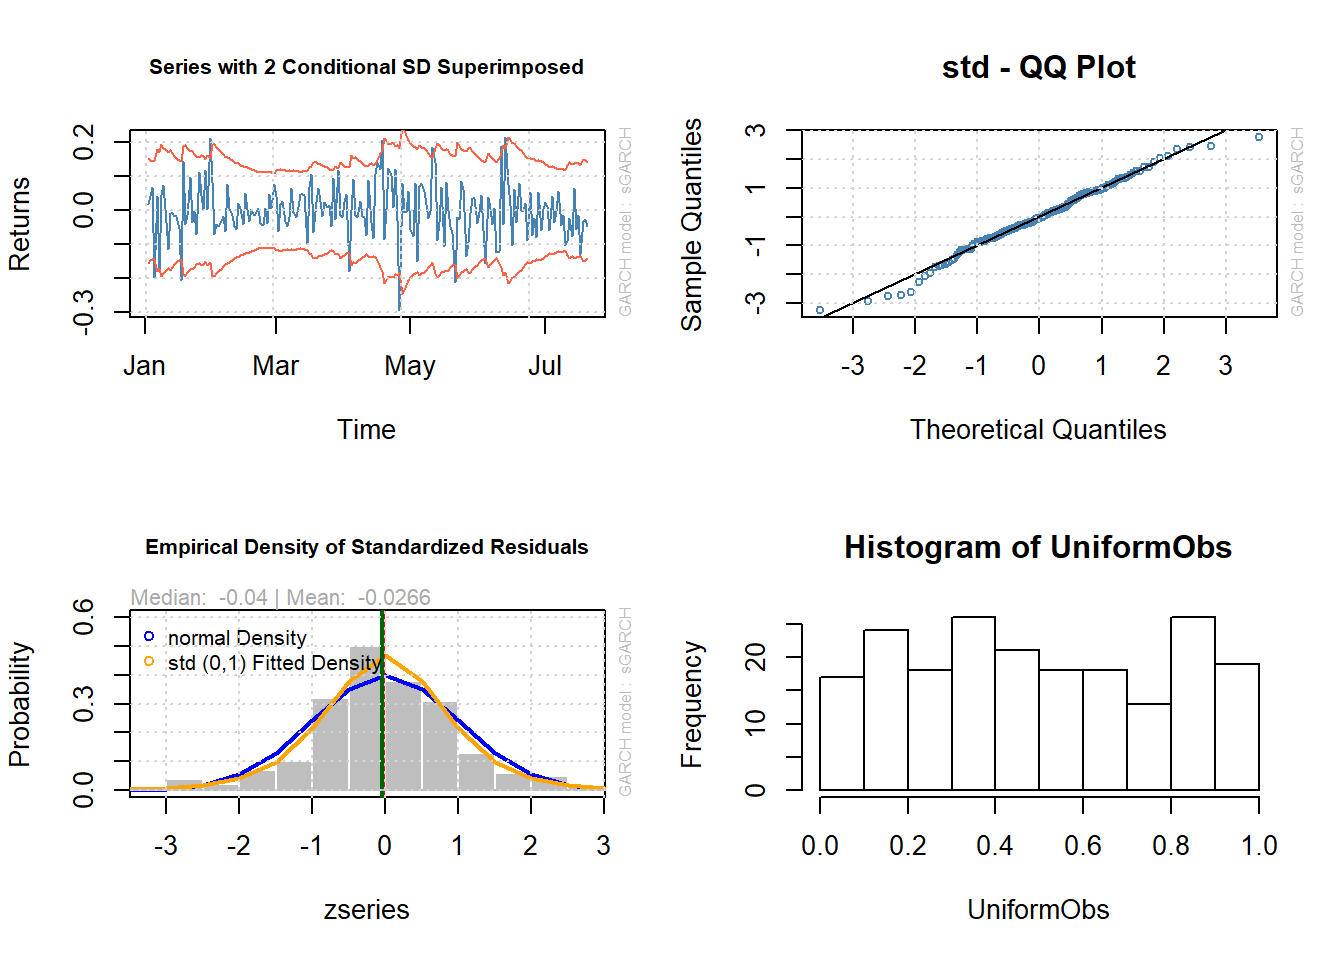 Series with 2 Conditional SD Superimposed
Returns
0.2
0.0
-0.3
Jan
Mar
May
Jul
Time
GARCH model : sGARCH
std - QQ Plot
Sample Quantiles
3
1
-1
-3
-3
-2
-1
0
1
2
3
Theoretical Quantiles
GARCH model : sGARCH
Empirical Density of Standardized Residuals
Median: -0.04 | Mean: -0.0266
normal Density
std (0,1) Fitted Density
Probability
0.6
0.3
0.0
-3
-2
-1
0
1
2
3
zseries
GARCH model : sGARCH
Histogram of UniformObs
Frequency
20
10
0
0.0
0.2
0.4
0.6
0.8
1.0
UniformObs